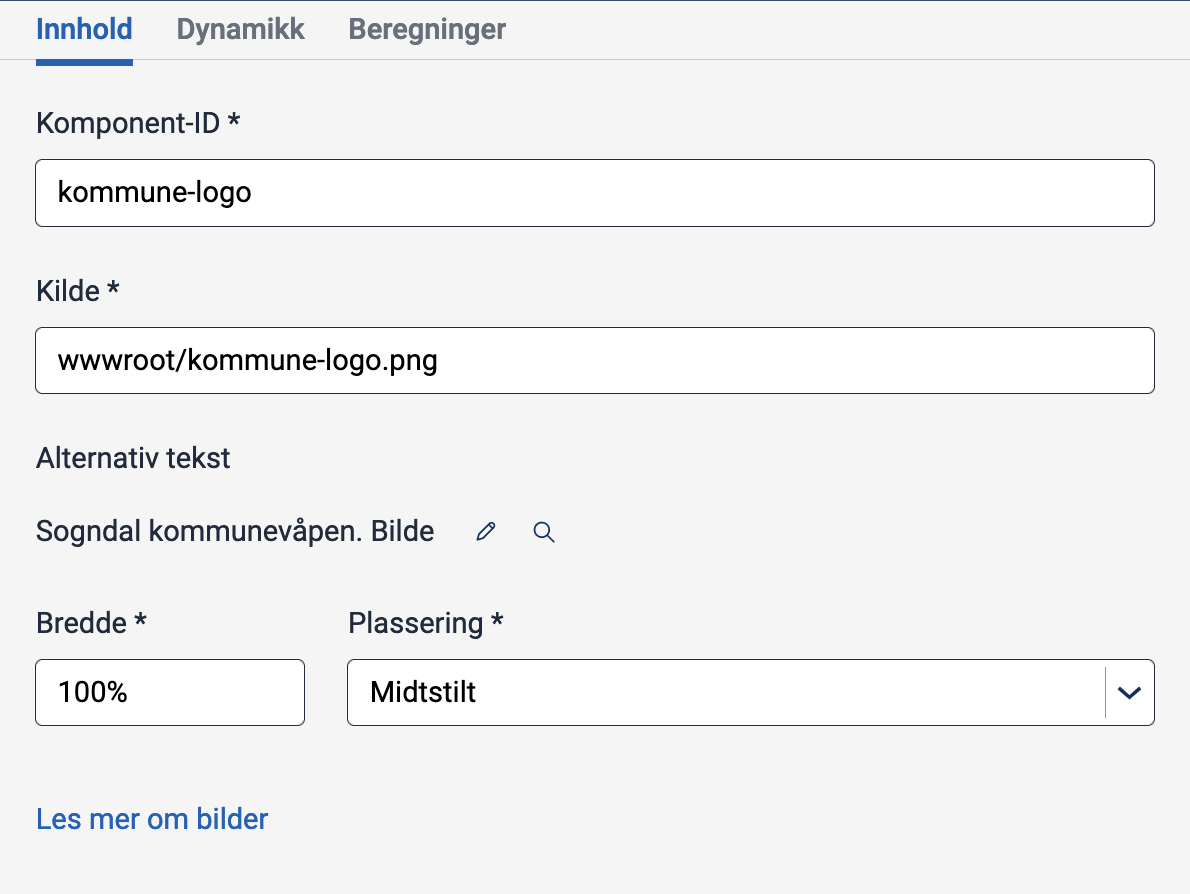 Innhold Dynamikk Beregninger
Komponent-ID *
kommune-logo
Kilde *
wwwroot/kommune-logo.png
Alternativ tekst
Sogndal kommunevåpen. Bilde
Bredde * Plassering *
100% Midtstilt
Les mer om bilder